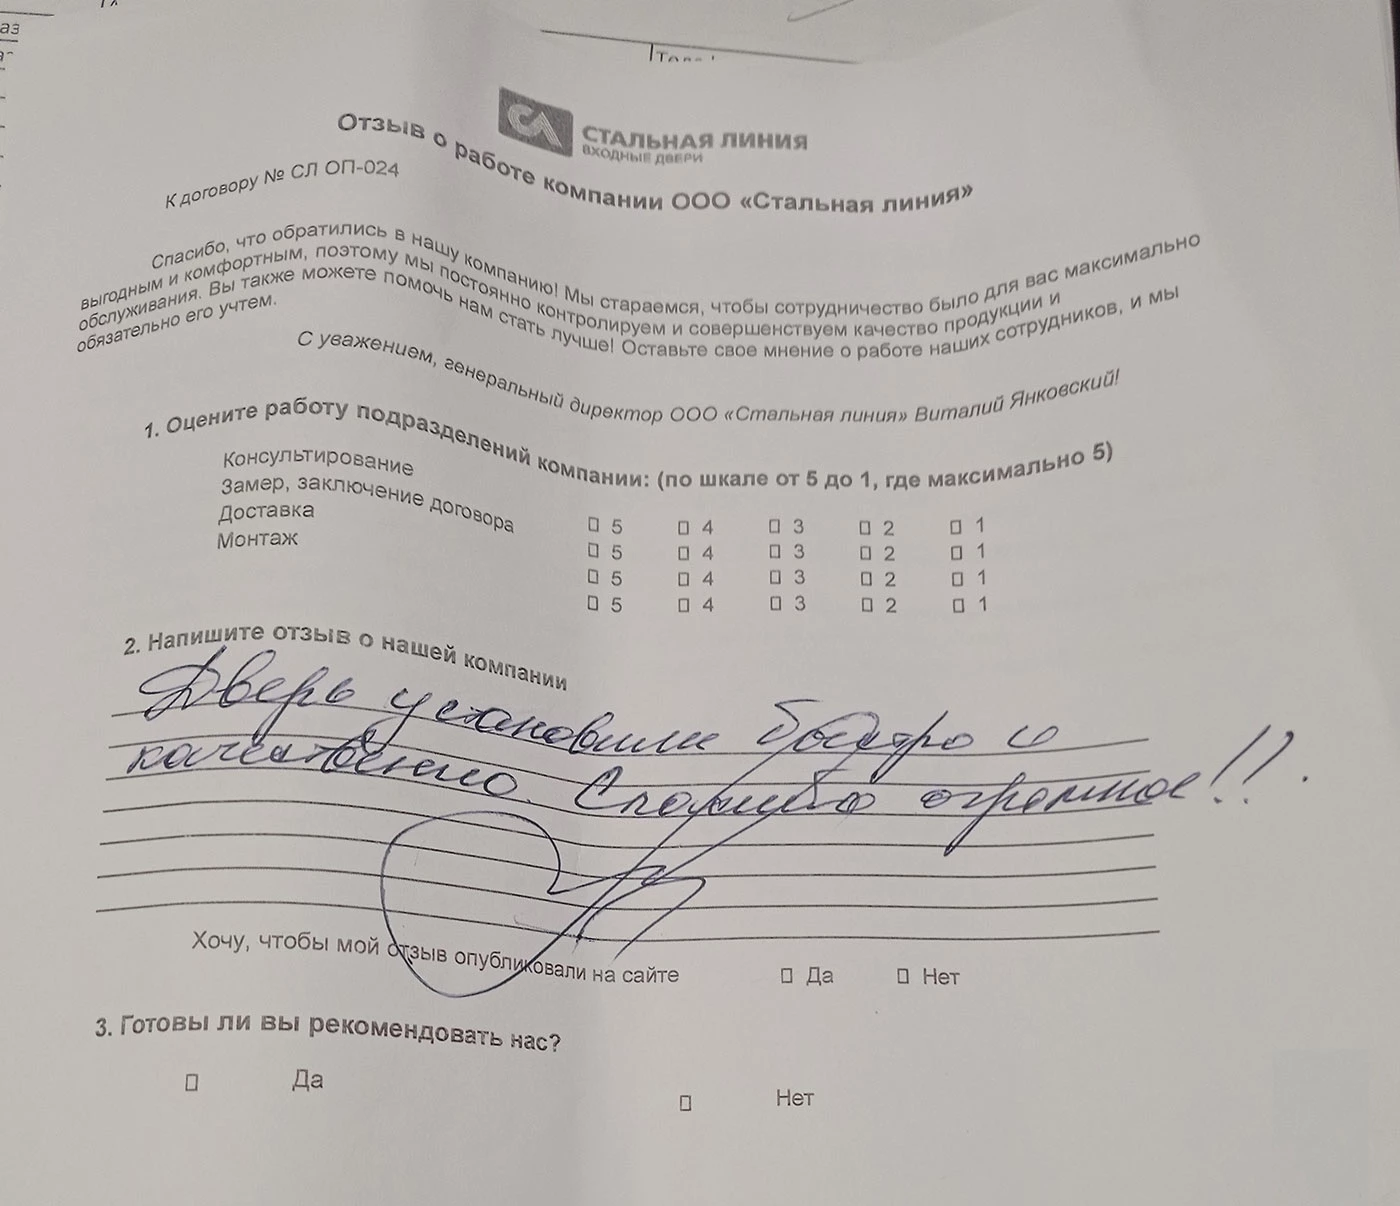 СТАЛЬНАЯ ЛИНИЯ
ВХОДНЫЕ ДВЕРИ
Отзыв о работе компании ООО «Стальная линия»
К договору № СЛ ОП-024
Спасибо, что обратились в нашу компанию! Мы стараемся, чтобы сотрудничество было для вас максимально
выгодным и комфортным, поэтому мы постоянно контролируем и совершенствуем качество продукции и
обслуживания. Вы также можете помочь нам стать лучше! Оставьте свое мнение о работе наших сотрудников, и мы
обязательно его учтем.
С уважением, генеральный директор ООО «Стальная линия» Виталий Янковский!
1. Оцените работу подразделений компании: (по шкале от 5 до 1, где максимально 5)
Консультирование 5 4 3 2 1
Замер, заключение договора 5 4 3 2 1
Доставка 5 4 3 2 1
Монтаж 5 4 3 2 1
2. Напишите отзыв о нашей компании
Дверь установили быстро и
качественно. Спасибо огромное!!.
Хочу, чтобы мой отзыв опубликовали на сайте Да Нет
3. Готовы ли вы рекомендовать нас?
Да Нет